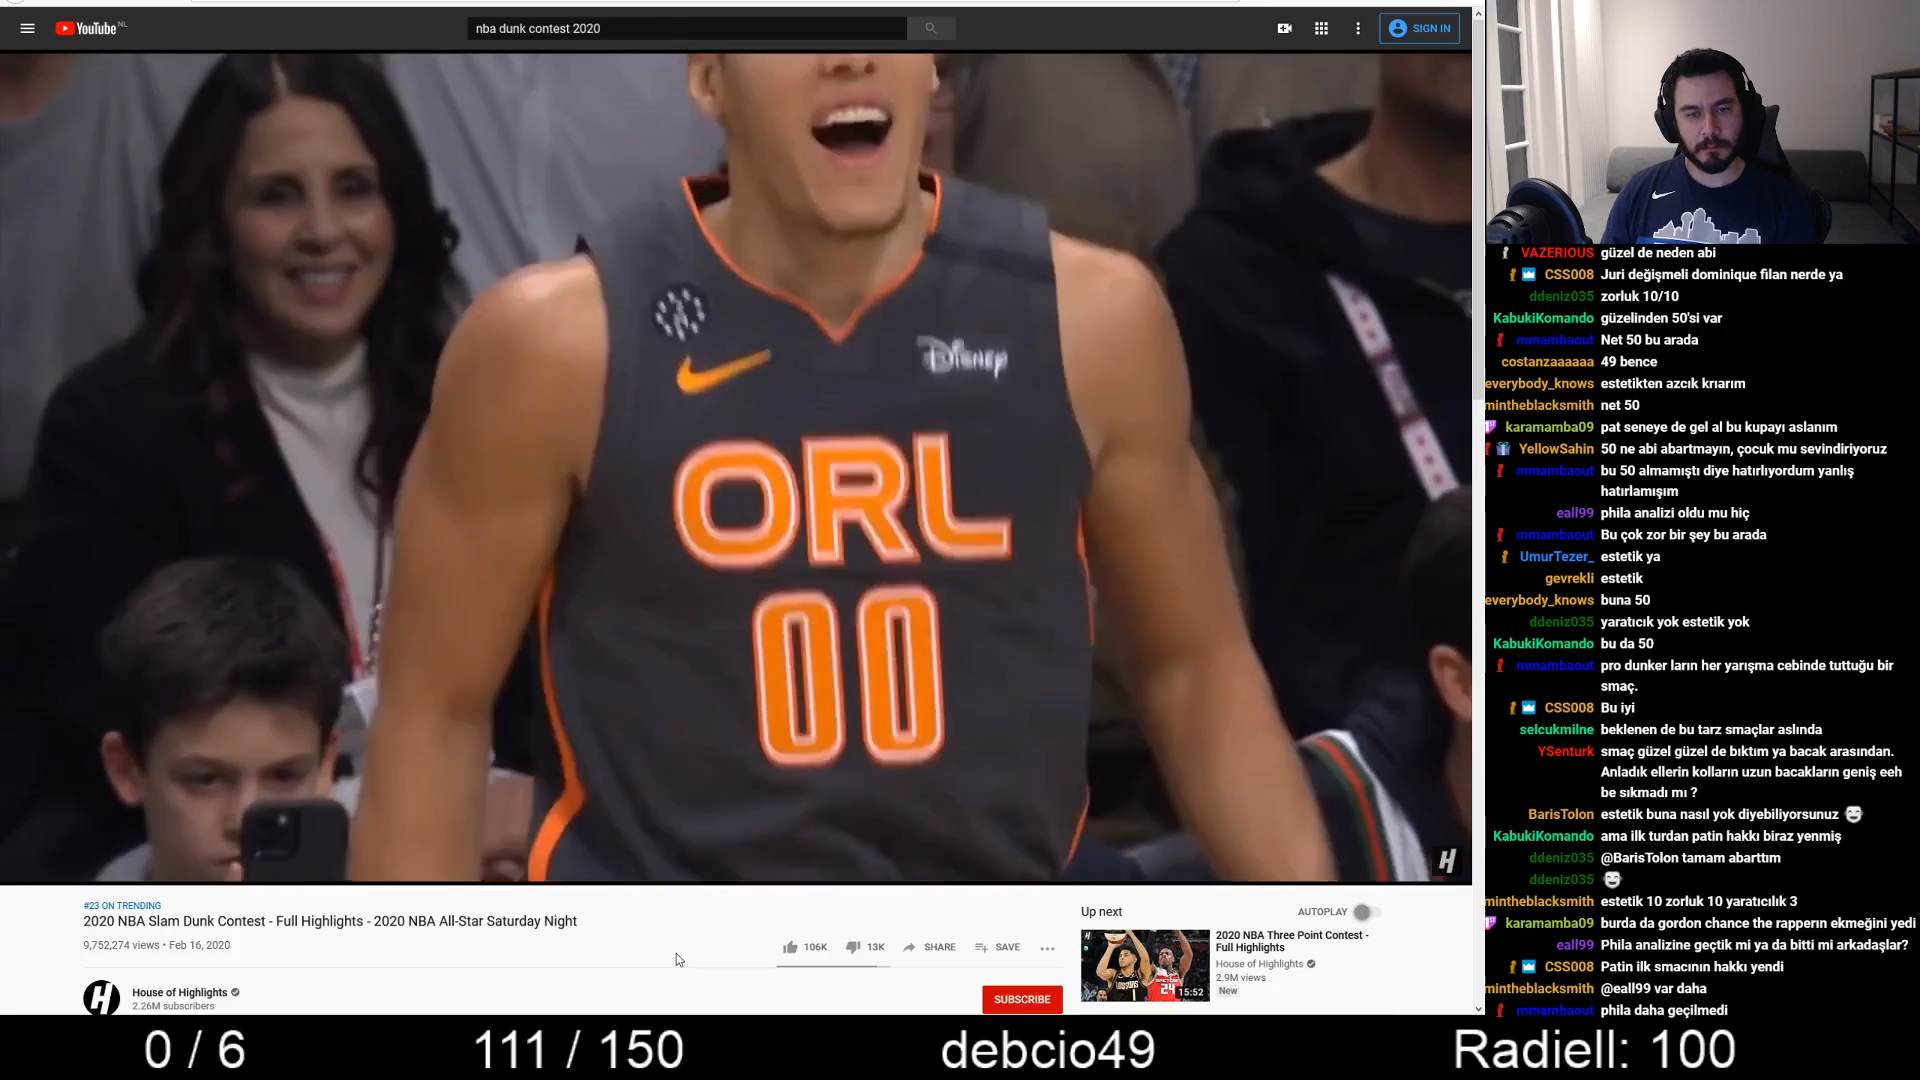 YouTube NL
nba dunk contest 2020
SIGN IN
Disney
ORL
00
H
#23 ON TRENDING
2020 NBA Slam Dunk Contest - Full Highlights - 2020 NBA All-Star Saturday Night
9,752,274 views • Feb 16, 2020
106K 13K SHARE SAVE
House of Highlights
2.26M subscribers
SUBSCRIBE
Up next
AUTOPLAY
2020 NBA Three Point Contest -
Full Highlights
House of Highlights
2.9M views
New
15:52
24
VAZERIOUS güzel de neden abi
CSS008 Juri değişmeli dominique filan nerde ya
ddeniz035 zorluk 10/10
KabukiKomando güzelinden 50'si var
mmambaout Net 50 bu arada
costanzaaaaaa 49 bence
everybody_knows estetikten azcık krıarım
mintheblacksmith net 50
karamamba09 pat seneye de gel al bu kupayı aslanım
YellowSahin 50 ne abi abartmayın, çocuk mu sevindiriyoruz
mmambaout bu 50 almamıştı diye hatırlıyordum yanlış
hatırlamışım
eall99 phila analizi oldu mu hiç
mmambaout Bu çok zor bir şey bu arada
UmurTezer_ estetik ya
gevrekli estetik
everybody_knows buna 50
ddeniz035 yaratıcık yok estetik yok
KabukiKomando bu da 50
mmambaout pro dunker ların her yarışma cebinde tuttuğu bir
smaç.
CSS008 Bu iyi
selcukmilne beklenen de bu tarz smaçlar aslında
YSenturk smaç güzel güzel de bıktım ya bacak arasından.
Anladık ellerin kolların uzun bacakların geniş eeh
be sıkmadı mı ?
BarisTolon estetik buna nasıl yok diyebiliyorsunuz
KabukiKomando ama ilk turdan patin hakkı biraz yenmiş
ddeniz035 @BarisTolon tamam abarttım
ddeniz035
mintheblacksmith estetik 10 zorluk 10 yaratıcılık 3
karamamba09 burda da gordon chance the rapperın ekmeğini yedi
eall99 Phila analizine geçtik mi ya da bitti mi arkadaşlar?
CSS008 Patin ilk smacının hakkı yendi
mintheblacksmith @eall99 var daha
mmambaout phila daha geçilmedi
0 / 6
111 / 150
debcio49
Radiell: 100